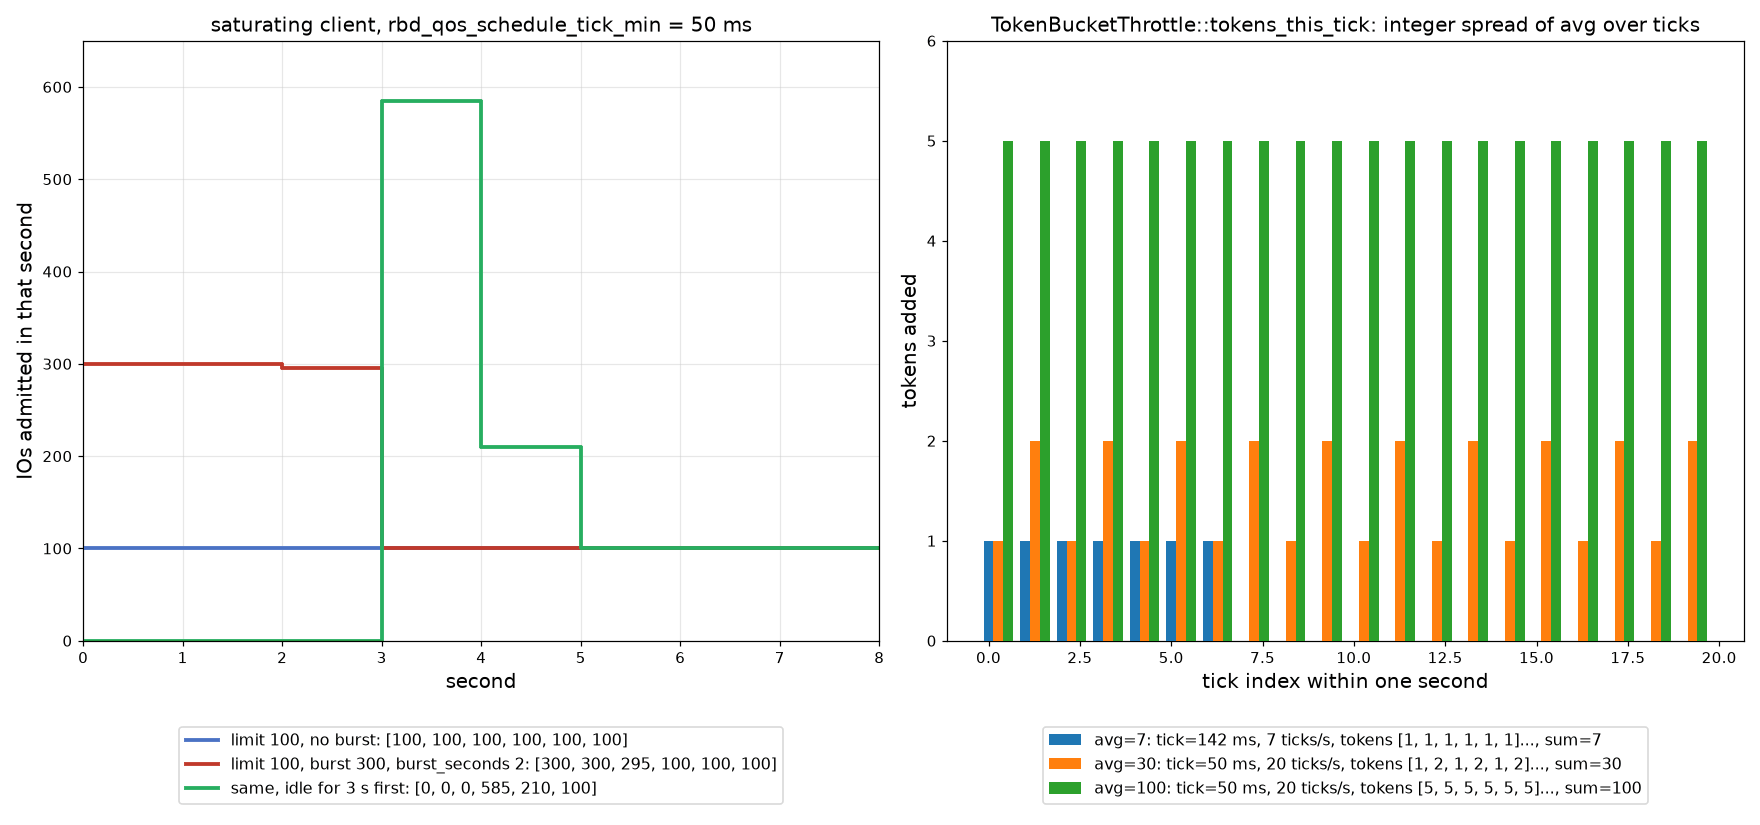 saturating client, rbd_qos_schedule_tick_min = 50 ms
IOs admitted in that second
600
500
400
300
200
100
0
0 1 2 3 4 5 6 7 8
second
limit 100, no burst: [100, 100, 100, 100, 100, 100]
limit 100, burst 300, burst_seconds 2: [300, 300, 295, 100, 100, 100]
same, idle for 3 s first: [0, 0, 0, 585, 210, 100]
TokenBucketThrottle::tokens_this_tick: integer spread of avg over ticks
tokens added
6
5
4
3
2
1
0
0.0 2.5 5.0 7.5 10.0 12.5 15.0 17.5 20.0
tick index within one second
avg=7: tick=142 ms, 7 ticks/s, tokens [1, 1, 1, 1, 1, 1]..., sum=7
avg=30: tick=50 ms, 20 ticks/s, tokens [1, 2, 1, 2, 1, 2]..., sum=30
avg=100: tick=50 ms, 20 ticks/s, tokens [5, 5, 5, 5, 5, 5]..., sum=100